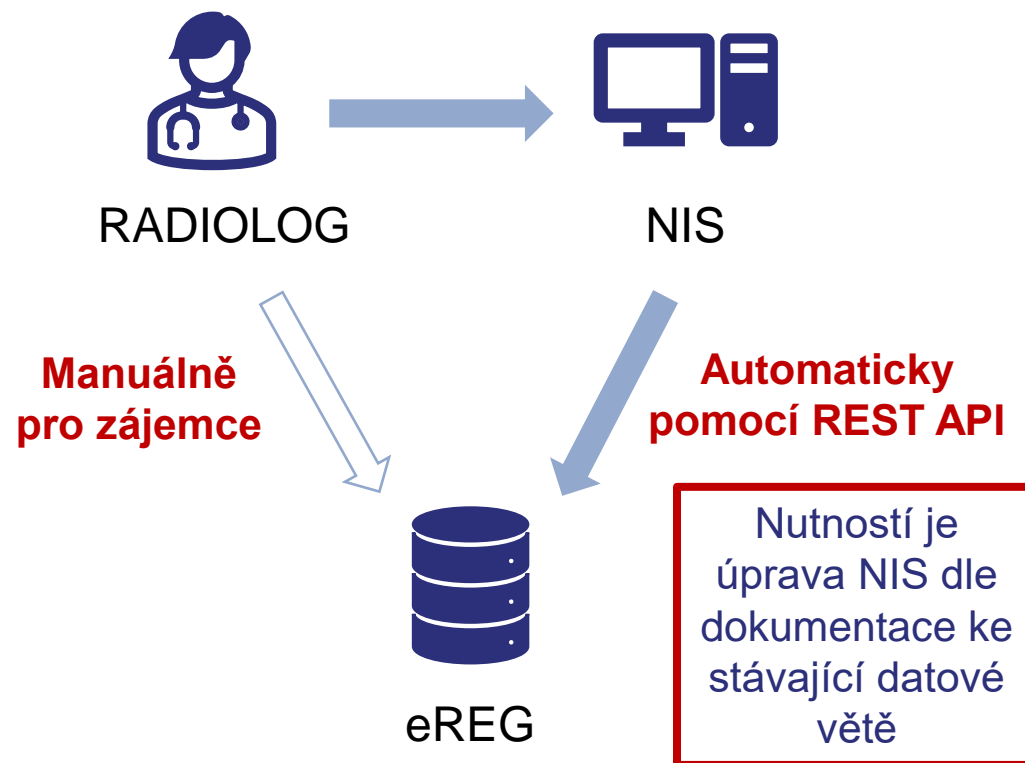 RADIOLOG
NIS
Manuálně
pro zájemce
Automaticky
pomocí REST API
Nutností je
úprava NIS dle
dokumentace ke
stávající datové
větě
eREG